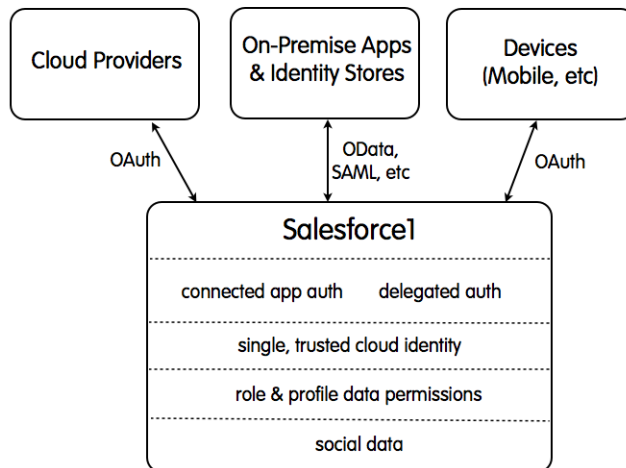 Cloud Providers
On-Premise Apps
& Identity Stores
Devices
(Mobile, etc)
OAuth
OData,
SAML, etc
OAuth
Salesforce1
connected app auth
delegated auth
single, trusted cloud identity
role & profile data permissions
social data